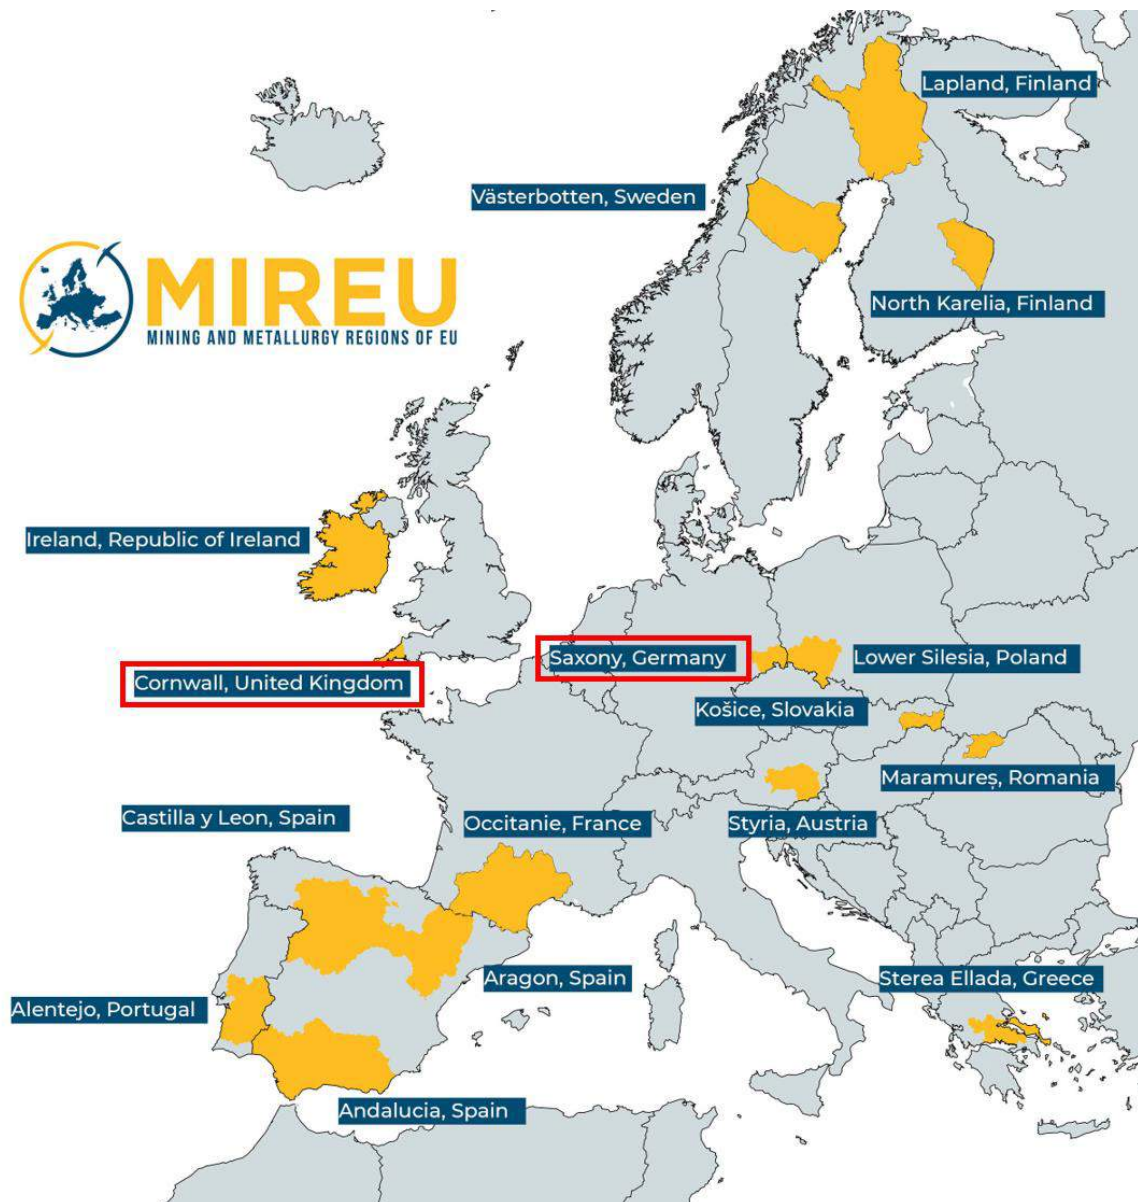 Lapland, Finland
Västerbotten, Sweden
MIREU
MINING AND METALLURGY REGIONS OF EU
North Karelia, Finland
Ireland, Republic of Ireland
Saxony, Germany
Lower Silesia, Poland
Cornwall, United Kingdom
Košice, Slovakia
Maramureș, Romania
Castilla y Leon, Spain
Occitanie, France
Styria, Austria
Aragon, Spain
Sterea Ellada, Greece
Alentejo, Portugal
Andalucia, Spain